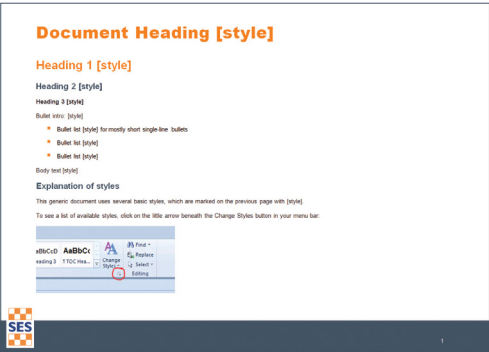 Document Heading [style]
Heading 1 [style]
Heading 2 [style]
Heading 3 [style]
Bullet intro: [style]
Bullet list [style] for mostly short single-line bullets
Bullet list [style]
Bullet list [style]
Body text [style]
Explanation of styles
This generic document uses several basic styles, which are marked on the previous page with [style].
To see a list of available styles, click on the little arrow beneath the Change Styles button in your menu bar:
aBbCcD AaBbCc
eading 3 1 TOC Hea...
Change
Styles
Find
Replace
Select
Editing
SES
1